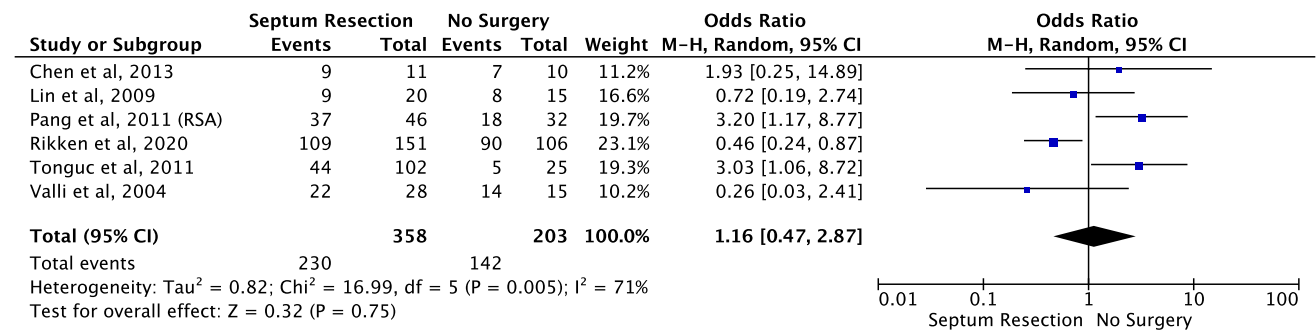 Septum Resection No Surgery Odds Ratio Odds Ratio
Study or Subgroup Events Total Events Total Weight M-H, Random, 95% CI M-H, Random, 95% CI
Chen et al, 2013 9 11 7 10 11.2% 1.93 [0.25, 14.89]
Lin et al, 2009 9 20 8 15 16.6% 0.72 [0.19, 2.74]
Pang et al, 2011 (RSA) 37 46 18 32 19.7% 3.20 [1.17, 8.77]
Rikken et al, 2020 109 151 90 106 23.1% 0.46 [0.24, 0.87]
Tonguc et al, 2011 44 102 5 25 19.3% 3.03 [1.06, 8.72]
Valli et al, 2004 22 28 14 15 10.2% 0.26 [0.03, 2.41]
Total (95% CI) 358 203 100.0% 1.16 [0.47, 2.87]
Total events 230 142
Heterogeneity: Tau² = 0.82; Chi² = 16.99, df = 5 (P = 0.005); I² = 71%
Test for overall effect: Z = 0.32 (P = 0.75)
0.01 0.1 1 10 100
Septum Resection No Surgery